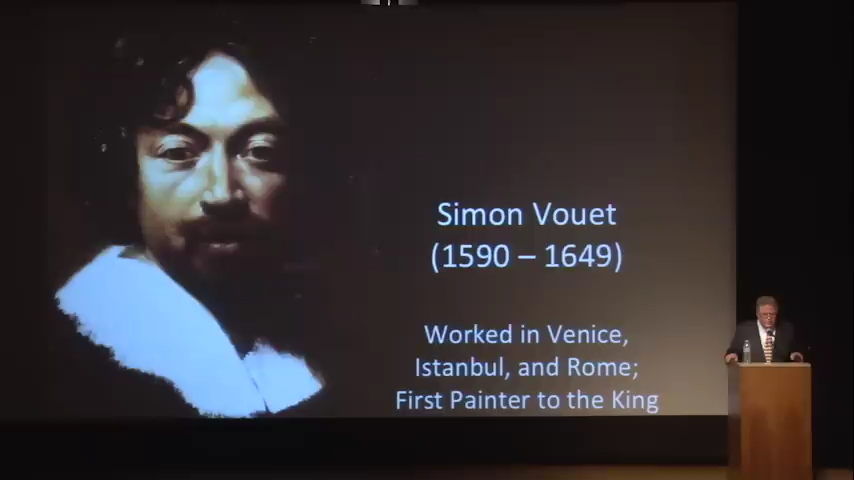 Simon Vouet
(1590 – 1649)
Worked in Venice,
Istanbul, and Rome;
First Painter to the King